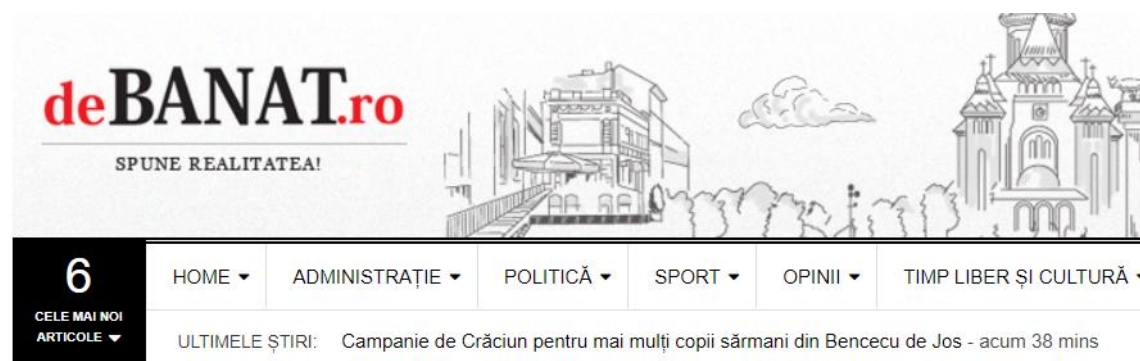 deBANAT.ro
SPUNE REALITATEA!
6
CELE MAI NOI
ARTICOLE
HOME
ADMINISTRAȚIE
POLITICĂ
SPORT
OPINII
TIMP LIBER ȘI CULTURĂ
ULTIMELE ȘTIRI: Campanie de Crăciun pentru mai mulți copii sărmani din Bencecu de Jos - acum 38 mins